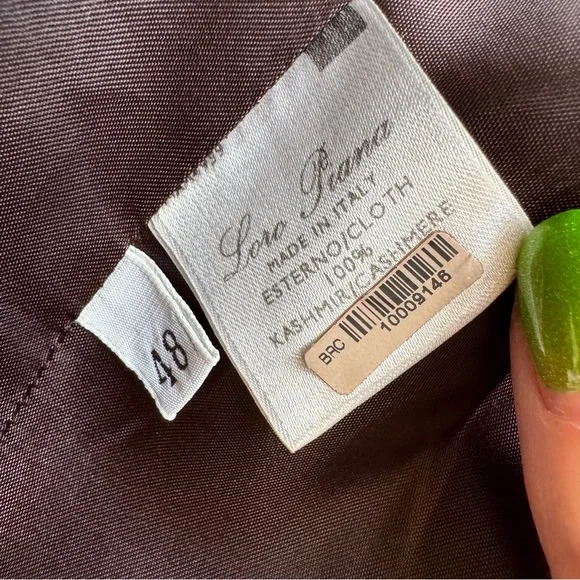 Loro Piana
MADE IN ITALY
ESTERNO/CLOTH
100%
KASHMIR/CASHMERE
BRC
10009146
48